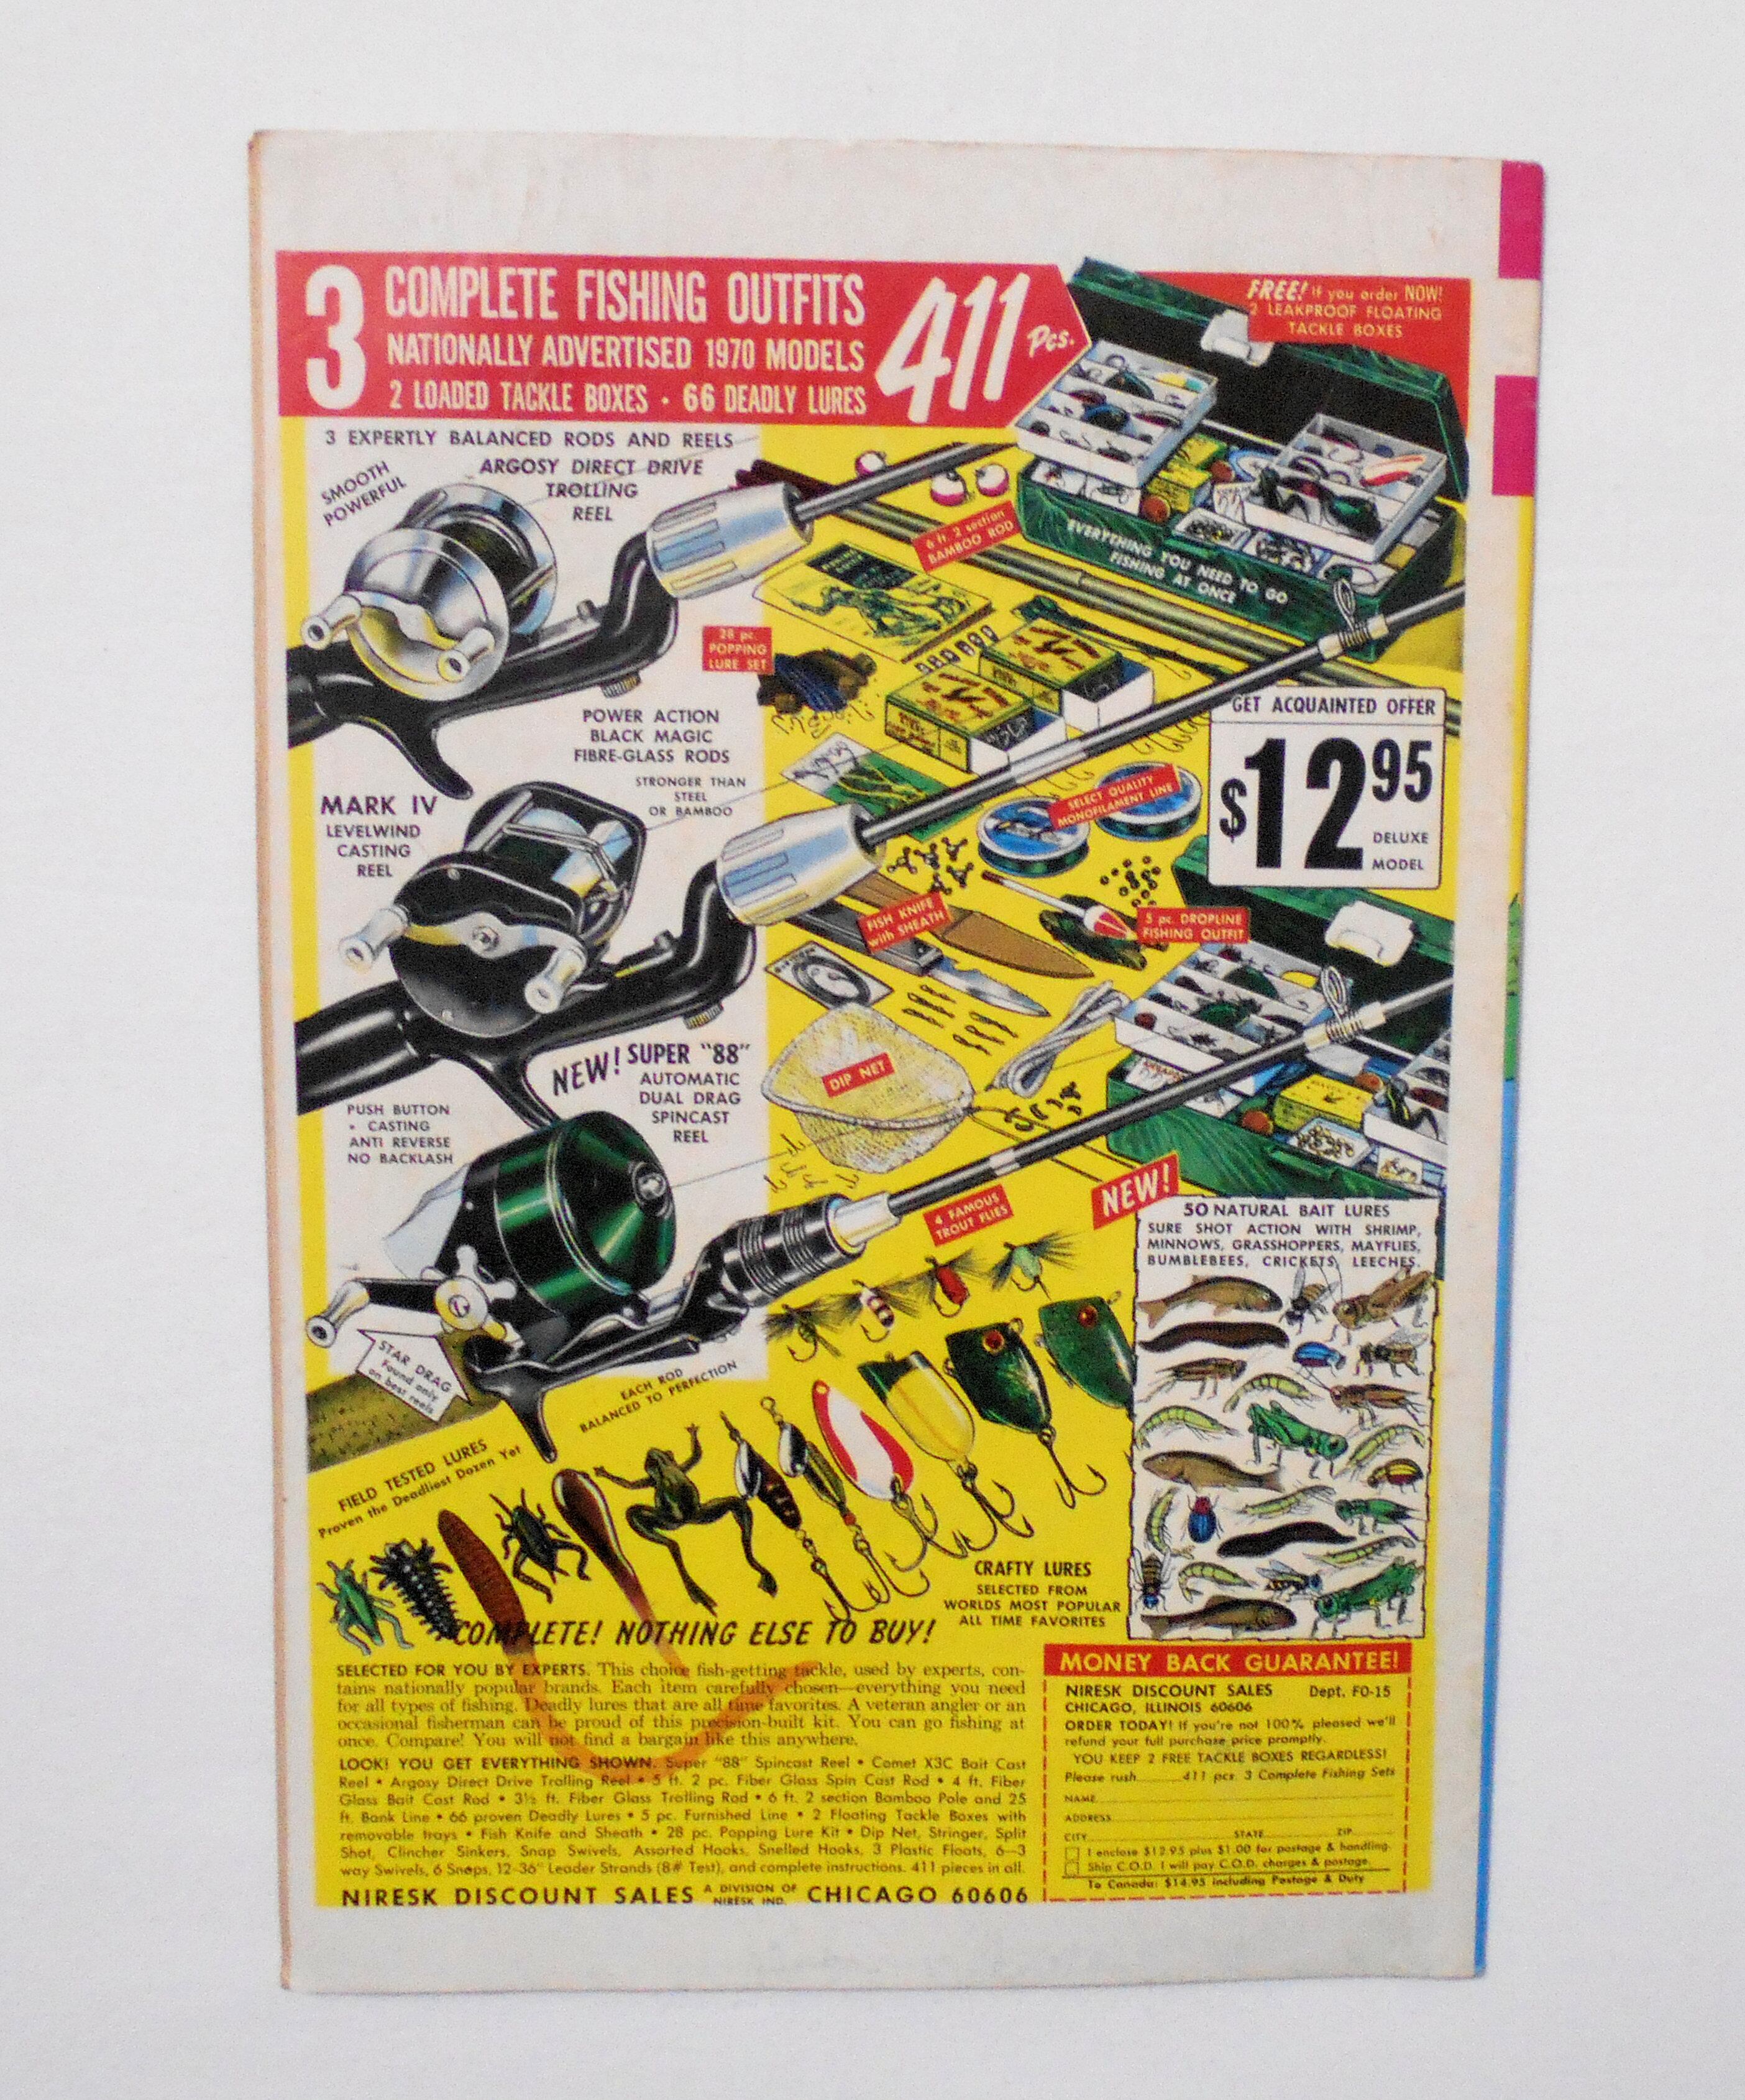 3 COMPLETE FISHING OUTFITS
NATIONALLY ADVERTISED 1970 MODELS
2 LOADED TACKLE BOXES • 66 DEADLY LURES
411 Pcs.
FREE! If you order NOW!
2 LEAKPROOF FLOATING
TACKLE BOXES
3 EXPERTLY BALANCED RODS AND REELS
SMOOTH
POWERFUL
ARGOSY DIRECT DRIVE
TROLLING
REEL
6 ft. 2 section
BAMBOO ROD
EVERYTHING YOU NEED TO GO
FISHING AT ONCE
28 pc.
POPPING
LURE SET
POWER ACTION
BLACK MAGIC
FIBRE-GLASS RODS
STRONGER THAN
STEEL
OR BAMBOO
GET ACQUAINTED OFFER
$12 95
DELUXE
MODEL
MARK IV
LEVELWIND
CASTING
REEL
SELECT QUALITY
MONOFILAMENT LINE
FISH KNIFE
with SHEATH
5 pc. DROPLINE
FISHING OUTFIT
NEW! SUPER "88"
AUTOMATIC
DUAL DRAG
SPINCAST
REEL
DIP NET
PUSH BUTTON
• CASTING
ANTI REVERSE
NO BACKLASH
4 FAMOUS
TROUT FLIES
NEW!
50 NATURAL BAIT LURES
SURE SHOT ACTION WITH SHRIMP,
MINNOWS, GRASSHOPPERS, MAYFLIES,
BUMBLEBEES, CRICKETS, LEECHES.
STAR DRAG
Found only
on best reels
EACH ROD
BALANCED TO PERFECTION
FIELD TESTED LURES
Proven the Deadliest Dozen Yet
CRAFTY LURES
SELECTED FROM
WORLDS MOST POPULAR
ALL TIME FAVORITES
COMPLETE! NOTHING ELSE TO BUY!
SELECTED FOR YOU BY EXPERTS. This choice fish-getting tackle, used by experts, con-
tains nationally popular brands. Each item carefully chosen—everything you need
for all types of fishing. Deadly lures that are all time favorites. A veteran angler or an
occasional fisherman can be proud of this precision-built kit. You can go fishing at
once. Compare! You will not find a bargain like this anywhere.
LOOK! YOU GET EVERYTHING SHOWN. Super "88" Spincast Reel • Comet X3C Bait Cast
Reel • Argosy Direct Drive Trolling Reel • 5 ft. 2 pc. Fiber Glass Spin Cast Rod • 4 ft. Fiber
Glass Bait Cast Rod • 3½ ft. Fiber Glass Trolling Rod • 6 ft. 2 section Bamboo Pole and 25
ft. Bank Line • 66 proven Deadly Lures • 5 pc. Furnished Line • 2 Floating Tackle Boxes with
removable trays • Fish Knife and Sheath • 28 pc. Popping Lure Kit • Dip Net, Stringer, Split
Shot, Clincher Sinkers, Snap Swivels, Assorted Hooks, Snelled Hooks, 3 Plastic Floats, 6—3
way Swivels, 6 Snaps, 12-36" Leader Strands (8# Test), and complete instructions. 411 pieces in all.
NIRESK DISCOUNT SALES A DIVISION OF NIRESK IND. CHICAGO 60606
MONEY BACK GUARANTEE!
NIRESK DISCOUNT SALES Dept. FO-15
CHICAGO, ILLINOIS 60606
ORDER TODAY! If you're not 100% pleased we'll
refund your full purchase price promptly.
YOU KEEP 2 FREE TACKLE BOXES REGARDLESS!
Please rush 411 pcs. 3 Complete Fishing Sets
NAME
ADDRESS
CITY STATE ZIP
I enclose $12.95 plus $1.00 for postage & handling.
Ship C.O.D. I will pay C.O.D. charges & postage.
To Canada: $14.95 including Postage & Duty